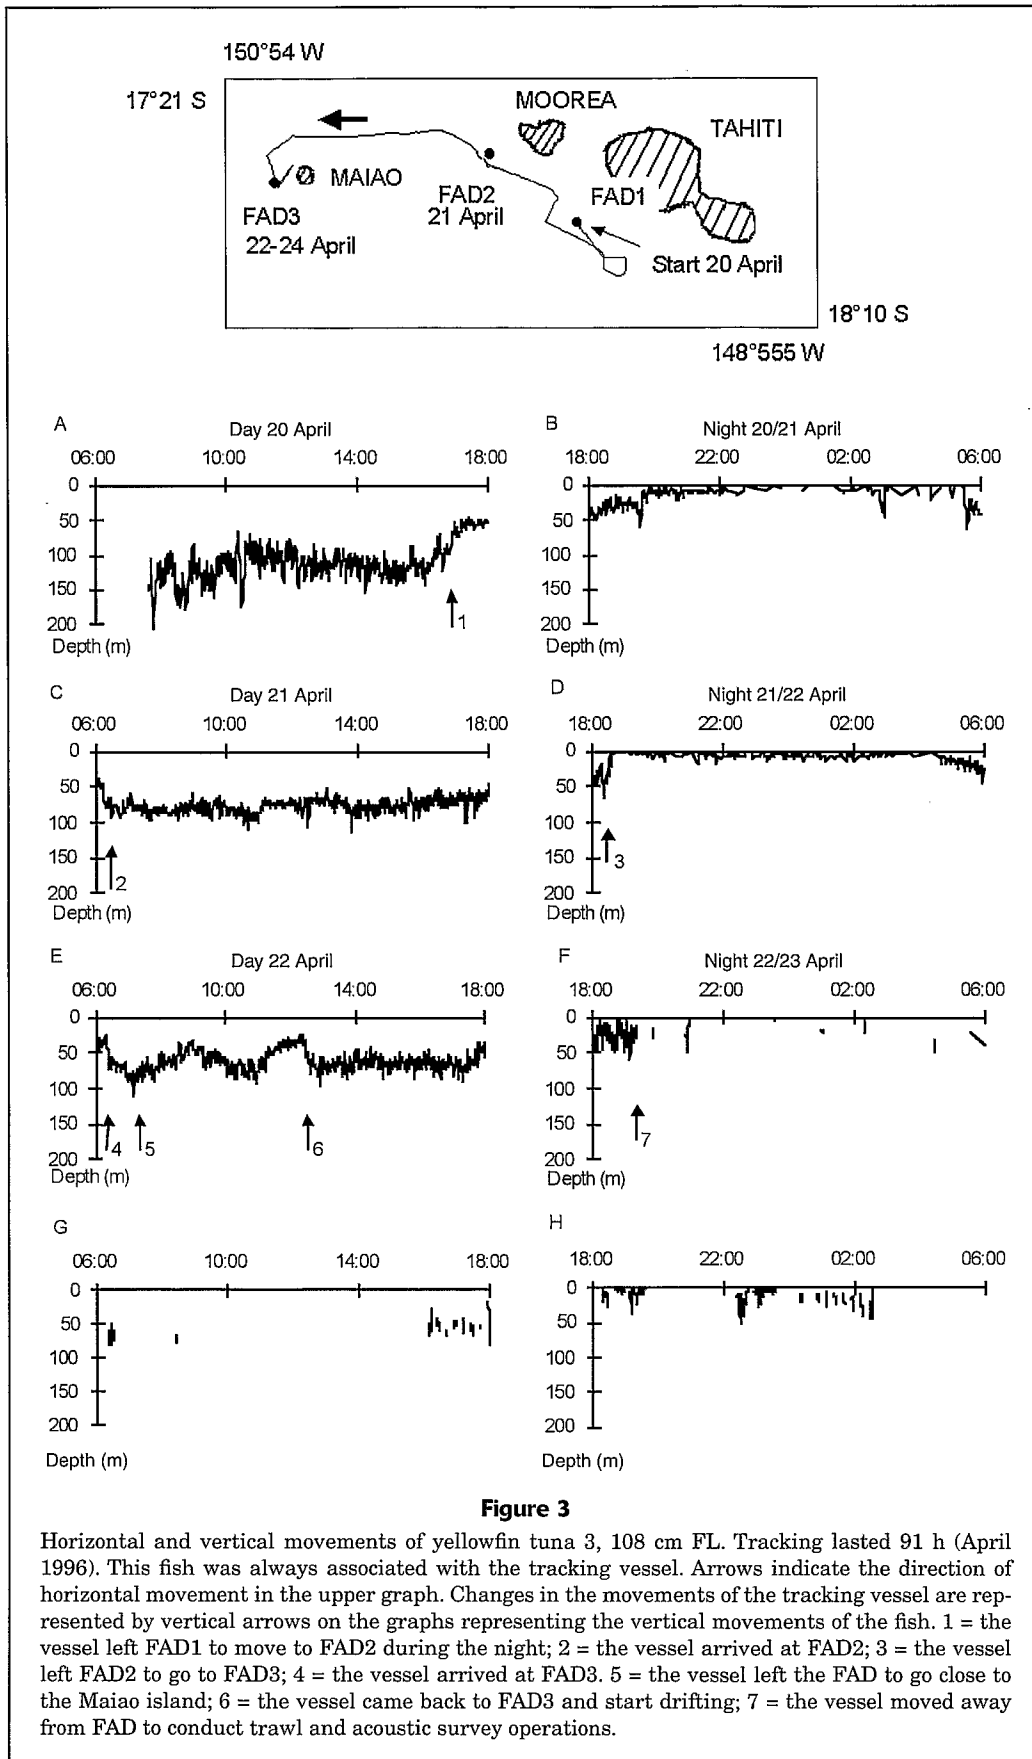 150°54 W
17°21 S
MOOREA
TAHITI
MAIAO
FAD2
21 April
FAD1
FAD3
22-24 April
Start 20 April
18°10 S
148°555 W
A
Day 20 April
06:00 10:00 14:00 18:00
0
50
100
150
200
Depth (m)
1
B
Night 20/21 April
18:00 22:00 02:00 06:00
0
50
100
150
200
Depth (m)
C
Day 21 April
06:00 10:00 14:00 18:00
0
50
100
150
200
Depth (m)
2
D
Night 21/22 April
18:00 22:00 02:00 06:00
0
50
100
150
200
Depth (m)
3
E
Day 22 April
06:00 10:00 14:00 18:00
0
50
100
150
200
Depth (m)
4 5 6
F
Night 22/23 April
18:00 22:00 02:00 06:00
0
50
100
150
200
Depth (m)
7
G
06:00 10:00 14:00 18:00
0
50
100
150
200
Depth (m)
H
18:00 22:00 02:00 06:00
0
50
100
150
200
Depth (m)
Figure 3
Horizontal and vertical movements of yellowfin tuna 3, 108 cm FL. Tracking lasted 91 h (April
1996). This fish was always associated with the tracking vessel. Arrows indicate the direction of
horizontal movement in the upper graph. Changes in the movements of the tracking vessel are rep-
resented by vertical arrows on the graphs representing the vertical movements of the fish. 1 = the
vessel left FAD1 to move to FAD2 during the night; 2 = the vessel arrived at FAD2; 3 = the vessel
left FAD2 to go to FAD3; 4 = the vessel arrived at FAD3. 5 = the vessel left the FAD to go close to
the Maiao island; 6 = the vessel came back to FAD3 and start drifting; 7 = the vessel moved away
from FAD to conduct trawl and acoustic survey operations.